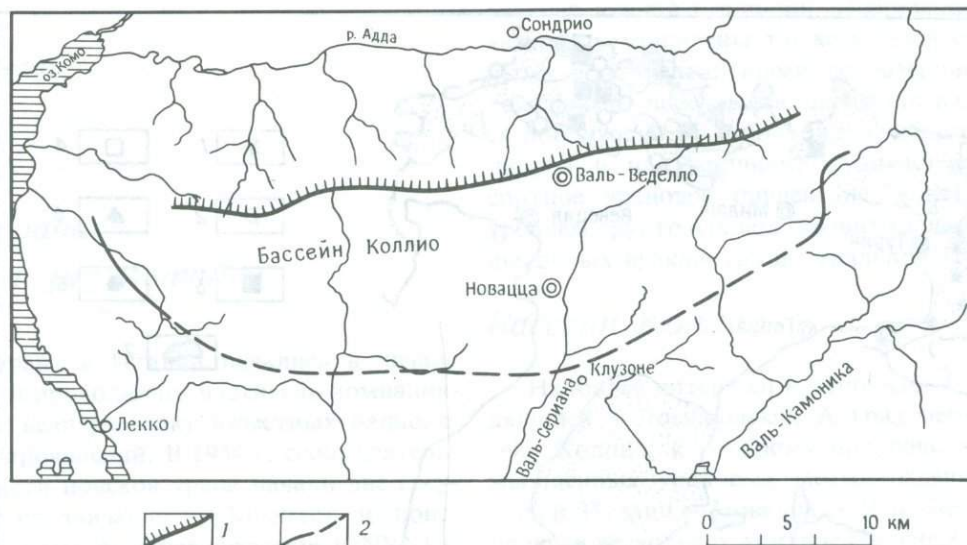 Сондрио
р. Адда
оз Комо
Валь-Веделло
Бассейн Коллио
Новацца
Клузоне
Лекко
Валь-Сериана
Валь-Камоника
1
2
0 5 10 км